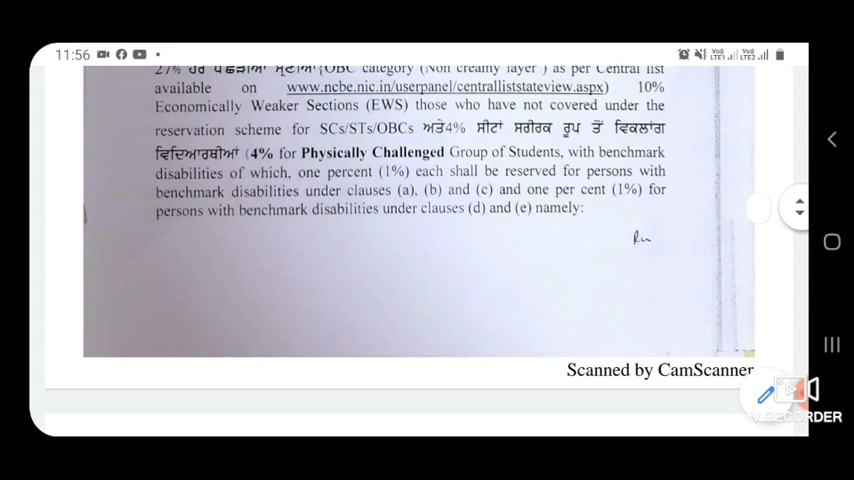 11:56
Vo) LTE1 Vo) LTE2
27% ਹਰ ਪਛੜੀਆਂ (OBC category (Non creamy layer ) as per Central list
available on www.ncbe.nic.in/userpanel/centralliststateview.aspx) 10%
Economically Weaker Sections (EWS) those who have not covered under the
reservation scheme for SCs/STs/OBCs ਅਤੇ 4% ਸੀਟਾਂ ਸਰੀਰਕ ਰੂਪ ਤੋਂ ਵਿਕਲਾਂਗ
ਵਿਦਿਆਰਥੀਆਂ (4% for Physically Challenged Group of Students, with benchmark
disabilities of which, one percent (1%) each shall be reserved for persons with
benchmark disabilities under clauses (a), (b) and (c) and one per cent (1%) for
persons with benchmark disabilities under clauses (d) and (e) namely:
Scanned by CamScanner
V.RECORDER